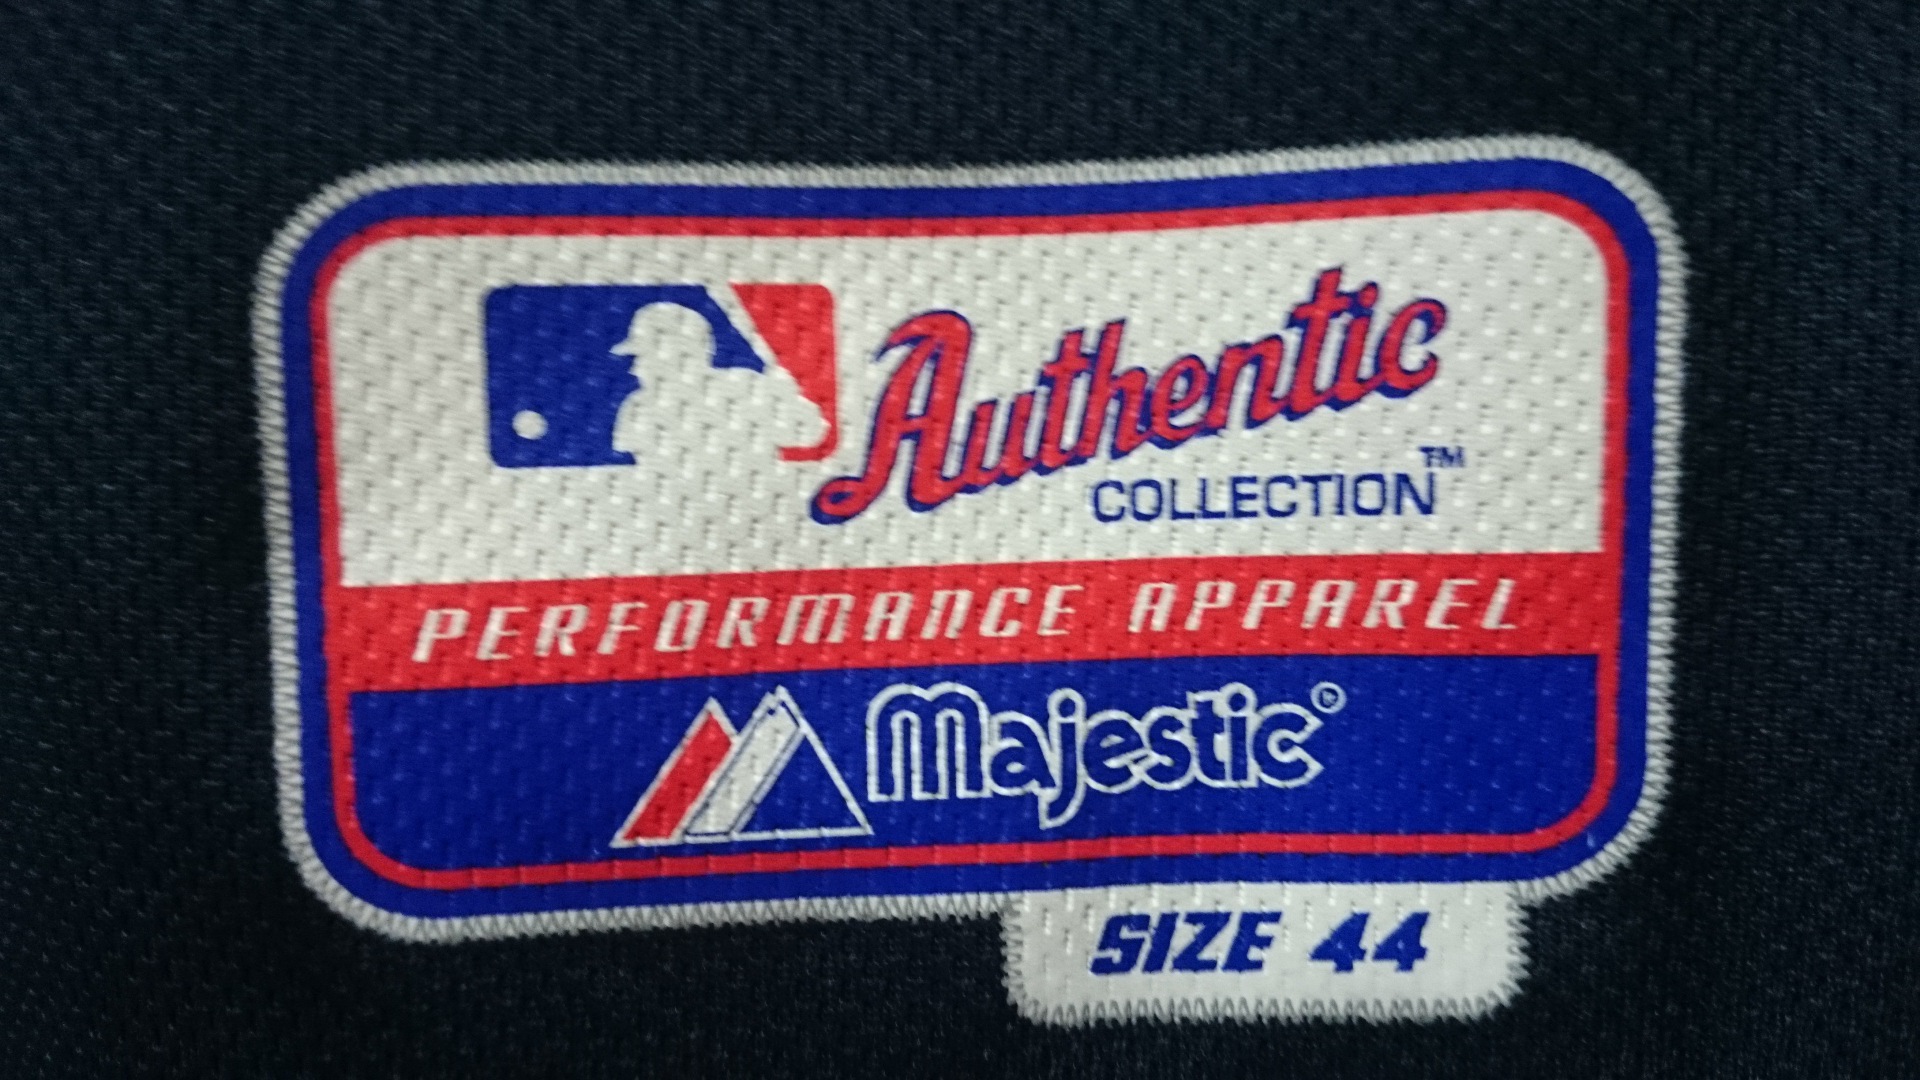 Authentic
COLLECTION™
PERFORMANCE APPAREL
Majestic®
SIZE 44